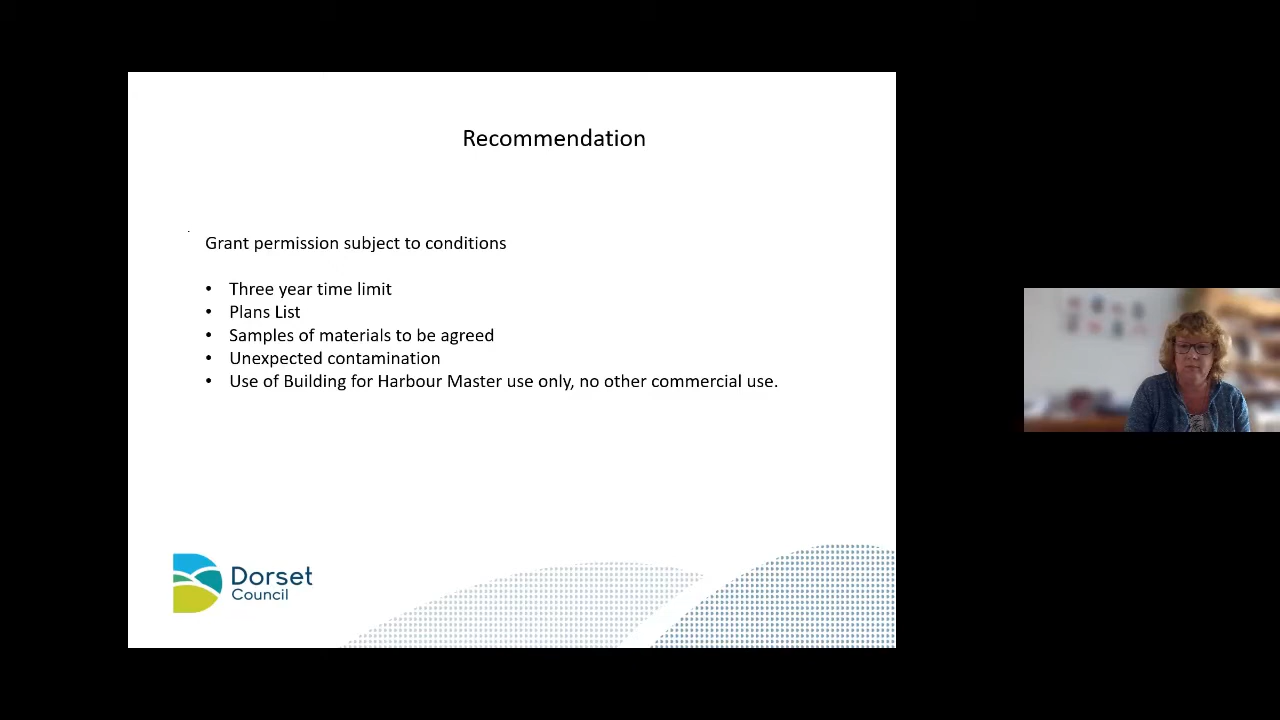 Recommendation
Grant permission subject to conditions
• Three year time limit
• Plans List
• Samples of materials to be agreed
• Unexpected contamination
• Use of Building for Harbour Master use only, no other commercial use.
Dorset
Council